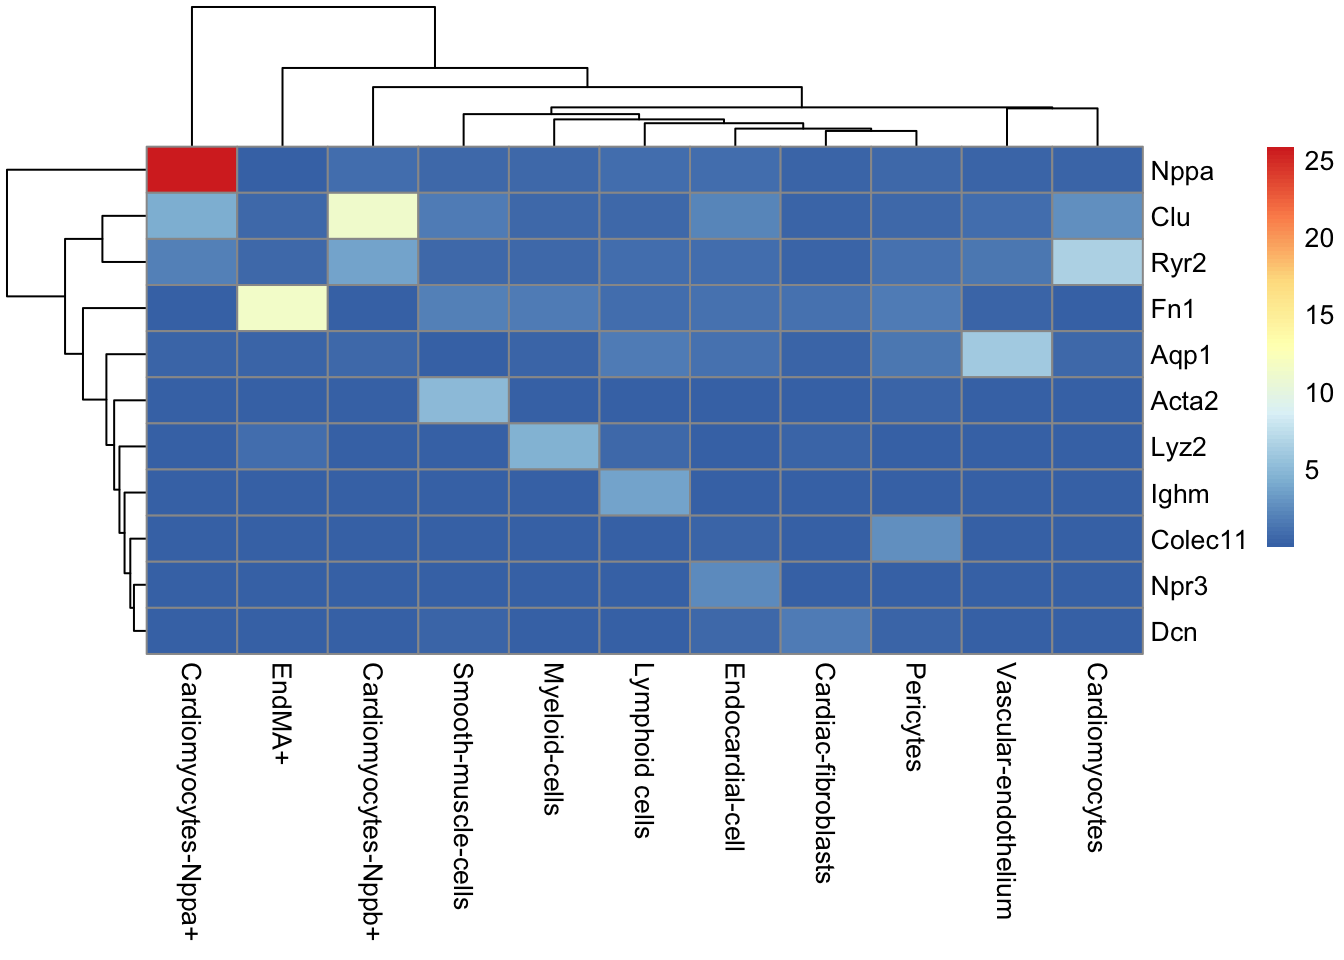 Nppa
Clu
Ryr2
Fn1
Aqp1
Acta2
Lyz2
Ighm
Colec11
Npr3
Dcn
25
20
15
10
5
Cardiomyocytes-Nppa+
EndMA+
Cardiomyocytes-Nppb+
Smooth-muscle-cells
Myeloid-cells
Lymphoid cells
Endocardial-cell
Cardiac-fibroblasts
Pericytes
Vascular-endothelium
Cardiomyocytes